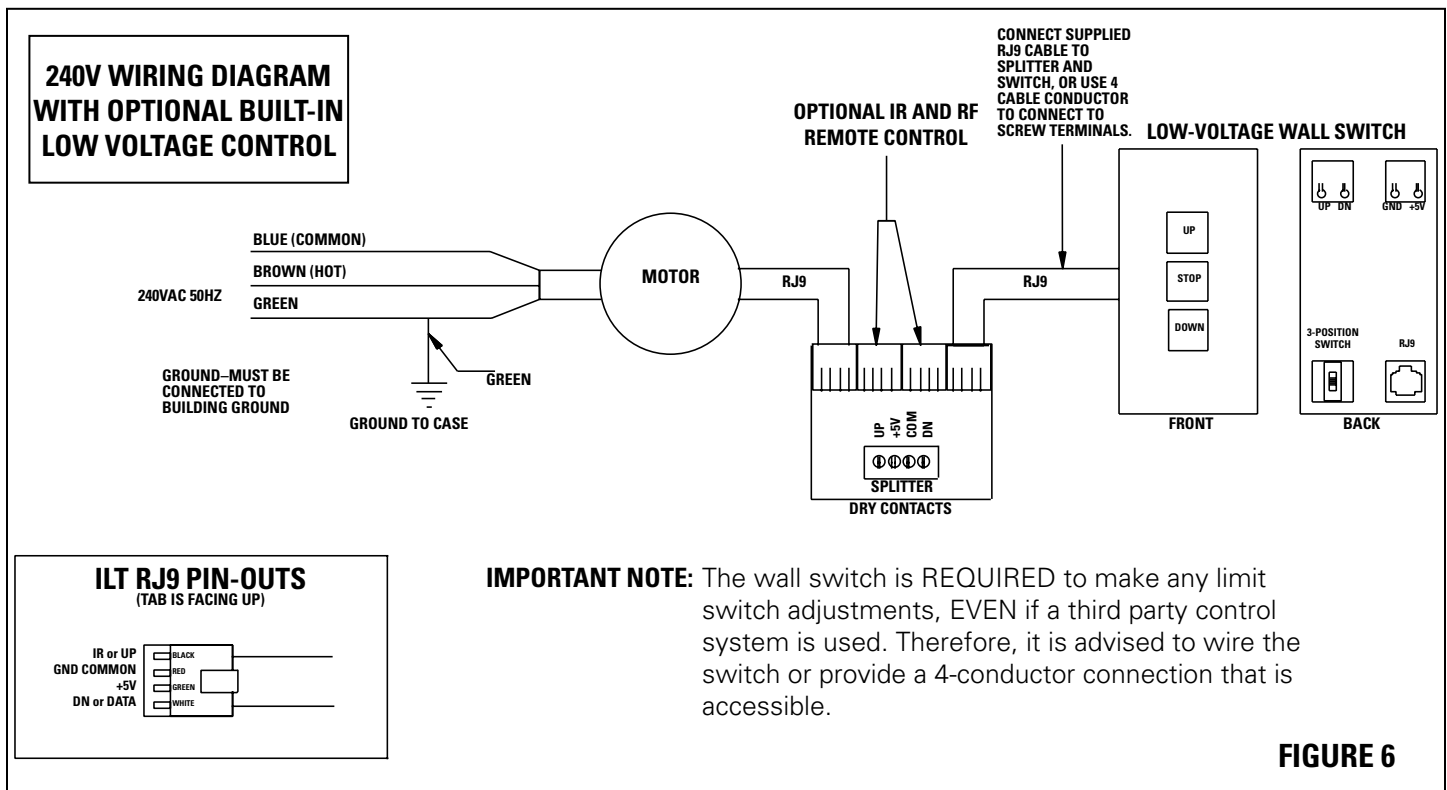 240V WIRING DIAGRAM
WITH OPTIONAL BUILT-IN
LOW VOLTAGE CONTROL
CONNECT SUPPLIED
RJ9 CABLE TO
SPLITTER AND
SWITCH, OR USE 4
CABLE CONDUCTOR
TO CONNECT TO
SCREW TERMINALS.
OPTIONAL IR AND RF
REMOTE CONTROL
LOW-VOLTAGE WALL SWITCH
BLUE (COMMON)
BROWN (HOT)
240VAC 50HZ
GREEN
GROUND–MUST BE
CONNECTED TO
BUILDING GROUND
GREEN
GROUND TO CASE
MOTOR
RJ9
RJ9
UP
+5V
COM
DN
SPLITTER
DRY CONTACTS
UP
STOP
DOWN
FRONT
UP DN
GND +5V
3-POSITION
SWITCH
RJ9
BACK
ILT RJ9 PIN-OUTS
(TAB IS FACING UP)
IR or UP BLACK
GND COMMON RED
+5V GREEN
DN or DATA WHITE
IMPORTANT NOTE: The wall switch is REQUIRED to make any limit
switch adjustments, EVEN if a third party control
system is used. Therefore, it is advised to wire the
switch or provide a 4-conductor connection that is
accessible.
FIGURE 6